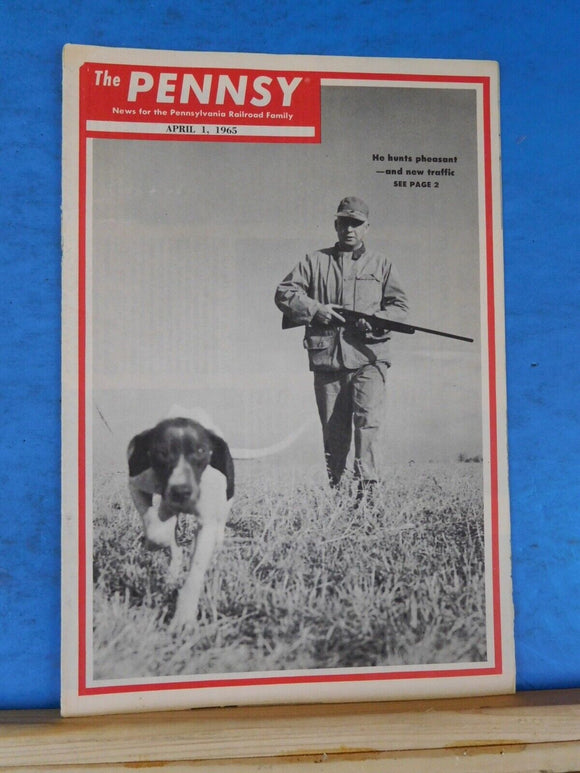 The PENNSY
News for the Pennsylvania Railroad Family
APRIL 1, 1965
He hunts pheasant
—and new traffic
SEE PAGE 2